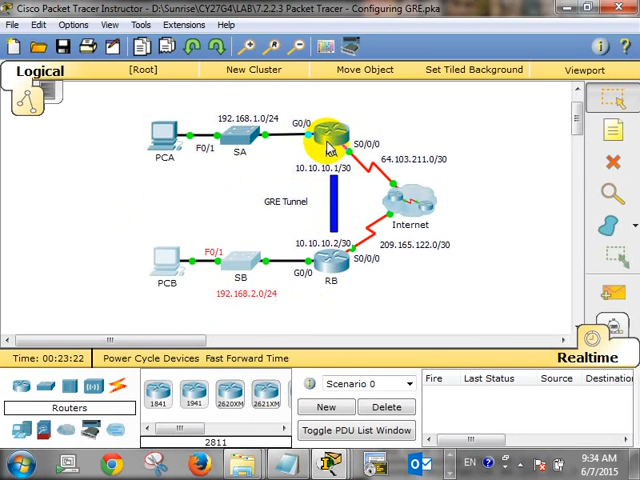 Cisco Packet Tracer Instructor - C:\Sunrise\CY27G4\LAB\7.2.2.3 Packet Tracer - Configuring GRE.pka
File Edit Options View Tools Extensions Help
Logical [Root] New Cluster Move Object Set Tiled Background Viewport
192.168.1.0/24
G0/0
PCA
F0/1
SA
S0/0/0
64.103.211.0/30
10.10.10.1/30
GRE Tunnel
Internet
10.10.10.2/30
209.165.122.0/30
F0/1
S0/0/0
PCB
SB
G0/0
RB
192.168.2.0/24
Time: 00:23:22 Power Cycle Devices Fast Forward Time
Realtime
Scenario 0
Fire Last Status Source Destination
1841 1941 2620XM 2621XM
New Delete
Routers
Toggle PDU List Window
2811
EN
9:34 AM
6/7/2015